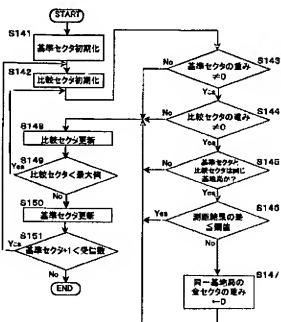 START
S141
基準セクタ初期化
S142
比較セクタ初期化
S143
基準セクタの重み
≠0
No
Yes
S144
比較セクタの重み
≠0
No
Yes
S145
基準セクタと
比較セクタは同じ
基地局か?
No
Yes
S146
測距結果の差
≦閾値
Yes
No
S147
同一基地局の
全セクタの重み
←0
S148
比較セクタ更新
S149
比較セクタ<最大値
Yes
No
S150
基準セクタ更新
S151
基準セクタ+1<受信数
Yes
No
END